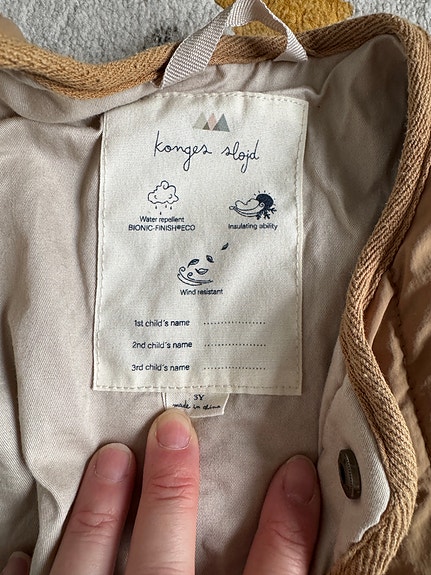 konges sløjd
Water repellent
BIONIC-FINISH®ECO
Insulating ability
Wind resistant
1st child's name
2nd child's name
3rd child's name
3Y
made in china